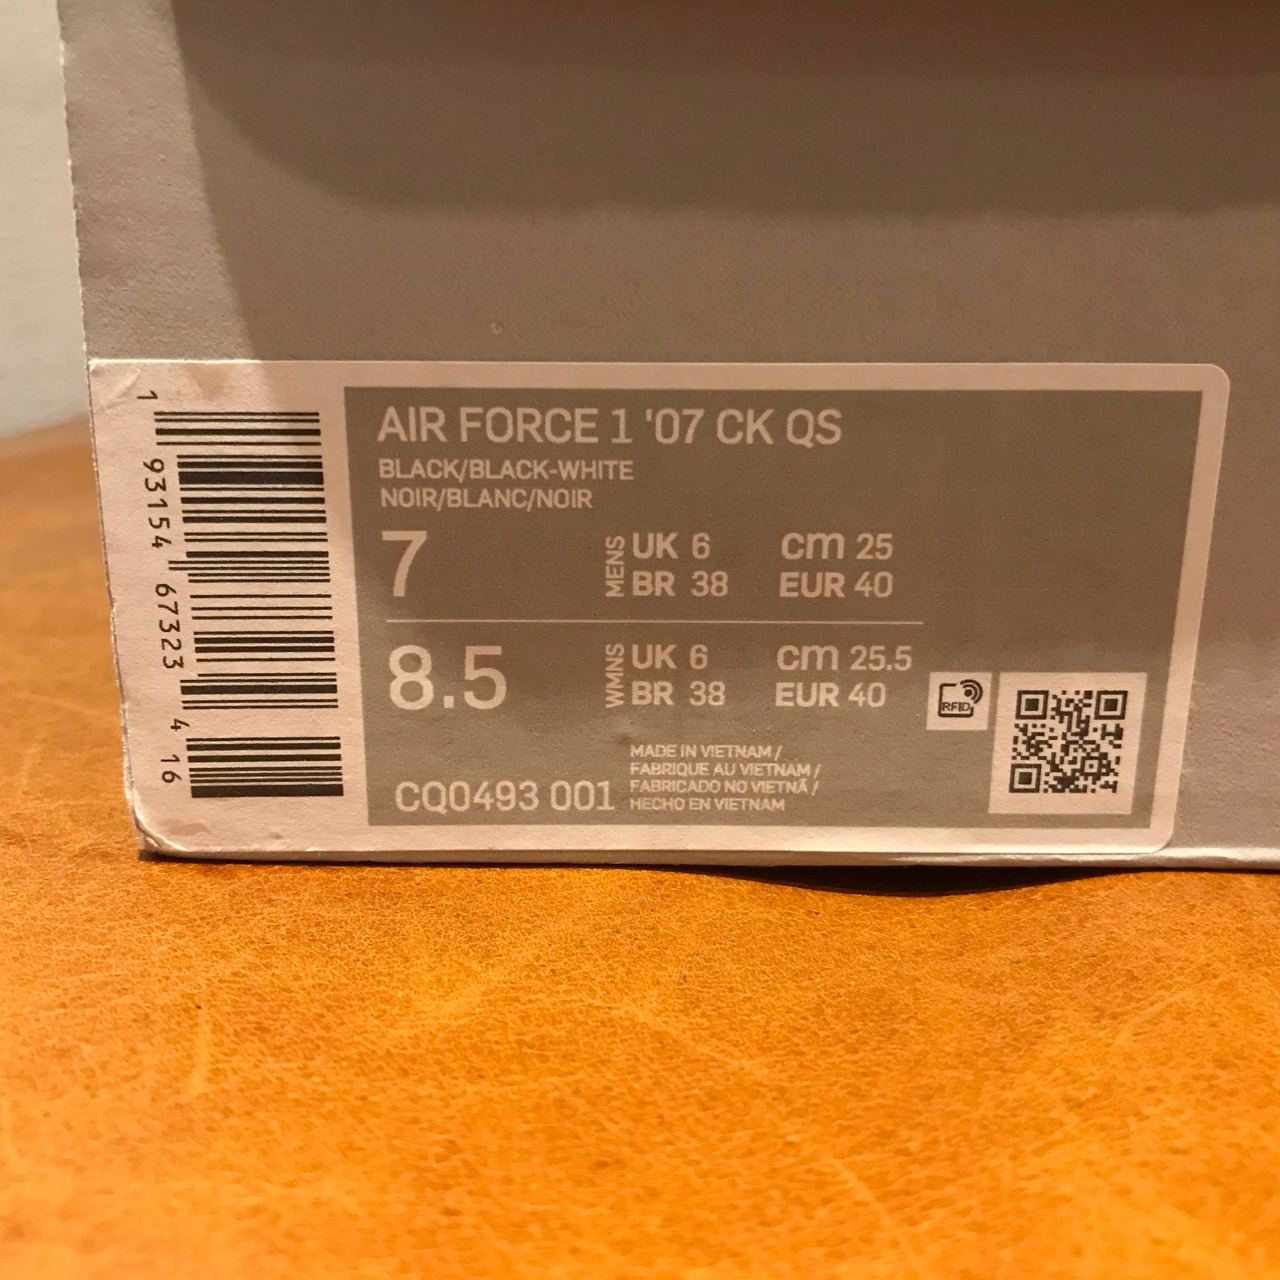 AIR FORCE 1 '07 CK QS
BLACK/BLACK-WHITE
NOIR/BLANC/NOIR
7 MENS UK 6 cm 25
BR 38 EUR 40
8.5 WMNS UK 6 cm 25.5
BR 38 EUR 40
RFID
CQ0493 001
MADE IN VIETNAM /
FABRIQUE AU VIETNAM /
FABRICADO NO VIETNÃ /
HECHO EN VIETNAM
1 93154 67323 4 16